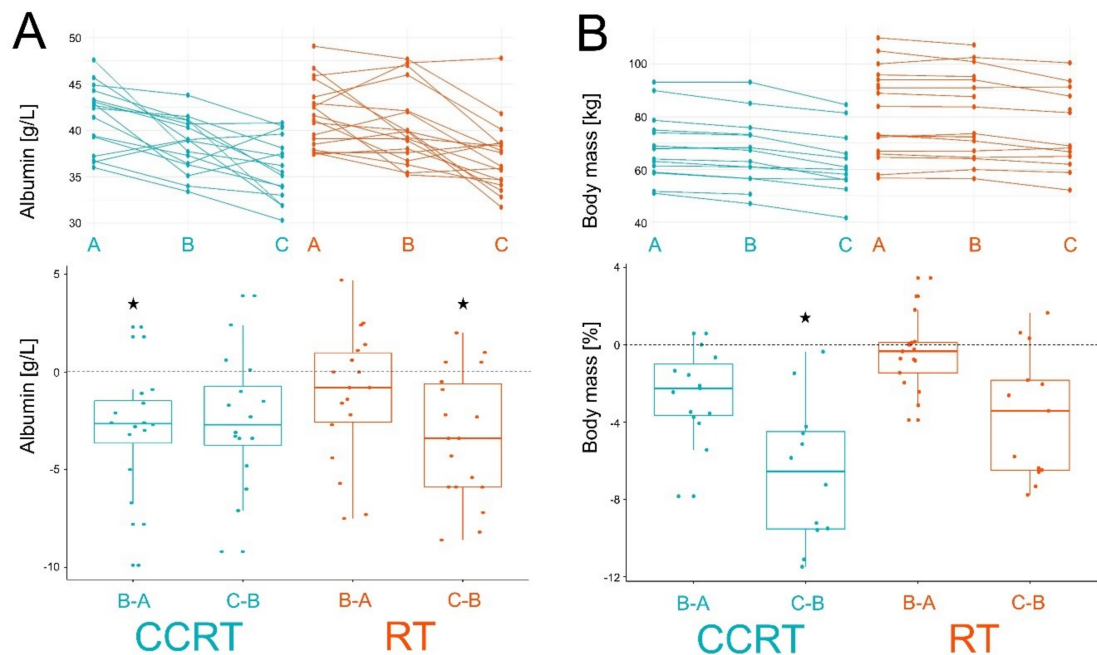 A
B
Albumin [g/L]
50
45
40
35
30
A B C A B C
Body mass [kg]
100
80
60
40
A B C A B C
Albumin [g/L]
5
0
-5
-10
B-A C-B B-A C-B
CCRT RT
Body mass [%]
4
0
-4
-8
-12
B-A C-B B-A C-B
CCRT RT